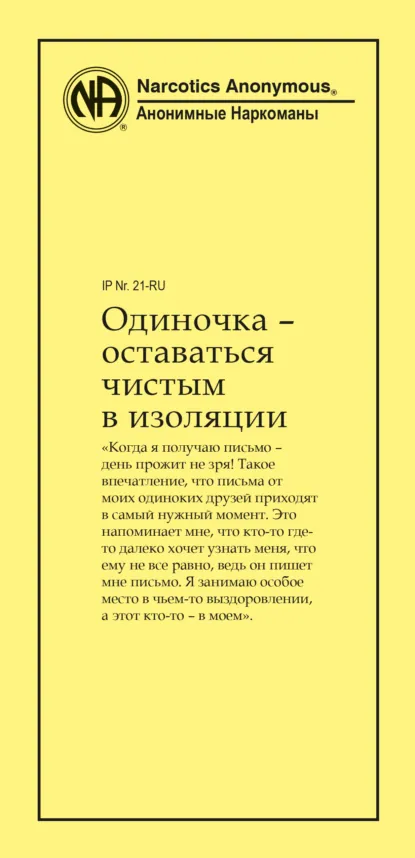 NA
®
Narcotics Anonymous®
Анонимные Наркоманы
IP Nr. 21-RU
Одиночка –
оставаться
чистым
в изоляции
«Когда я получаю письмо –
день прожит не зря! Такое
впечатление, что письма от
моих одиноких друзей приходят
в самый нужный момент. Это
напоминает мне, что кто-то где-
то далеко хочет узнать меня, что
ему не все равно, ведь он пишет
мне письмо. Я занимаю особое
место в чьем-то выздоровлении,
а этот кто-то – в моем».